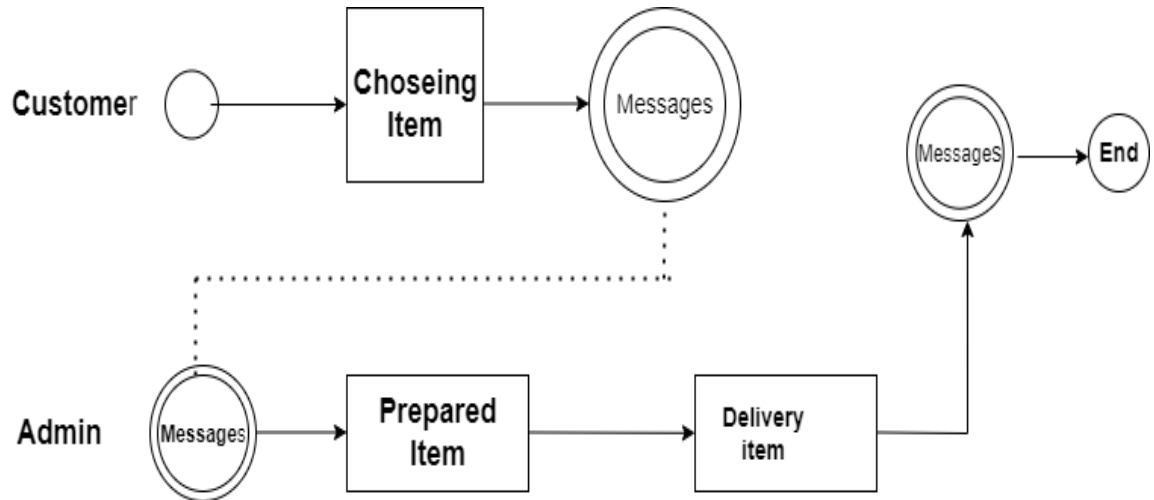 Customer
Choseing
Item
Messages
MessageS
End
Admin
Messages
Prepared
Item
Delivery
item